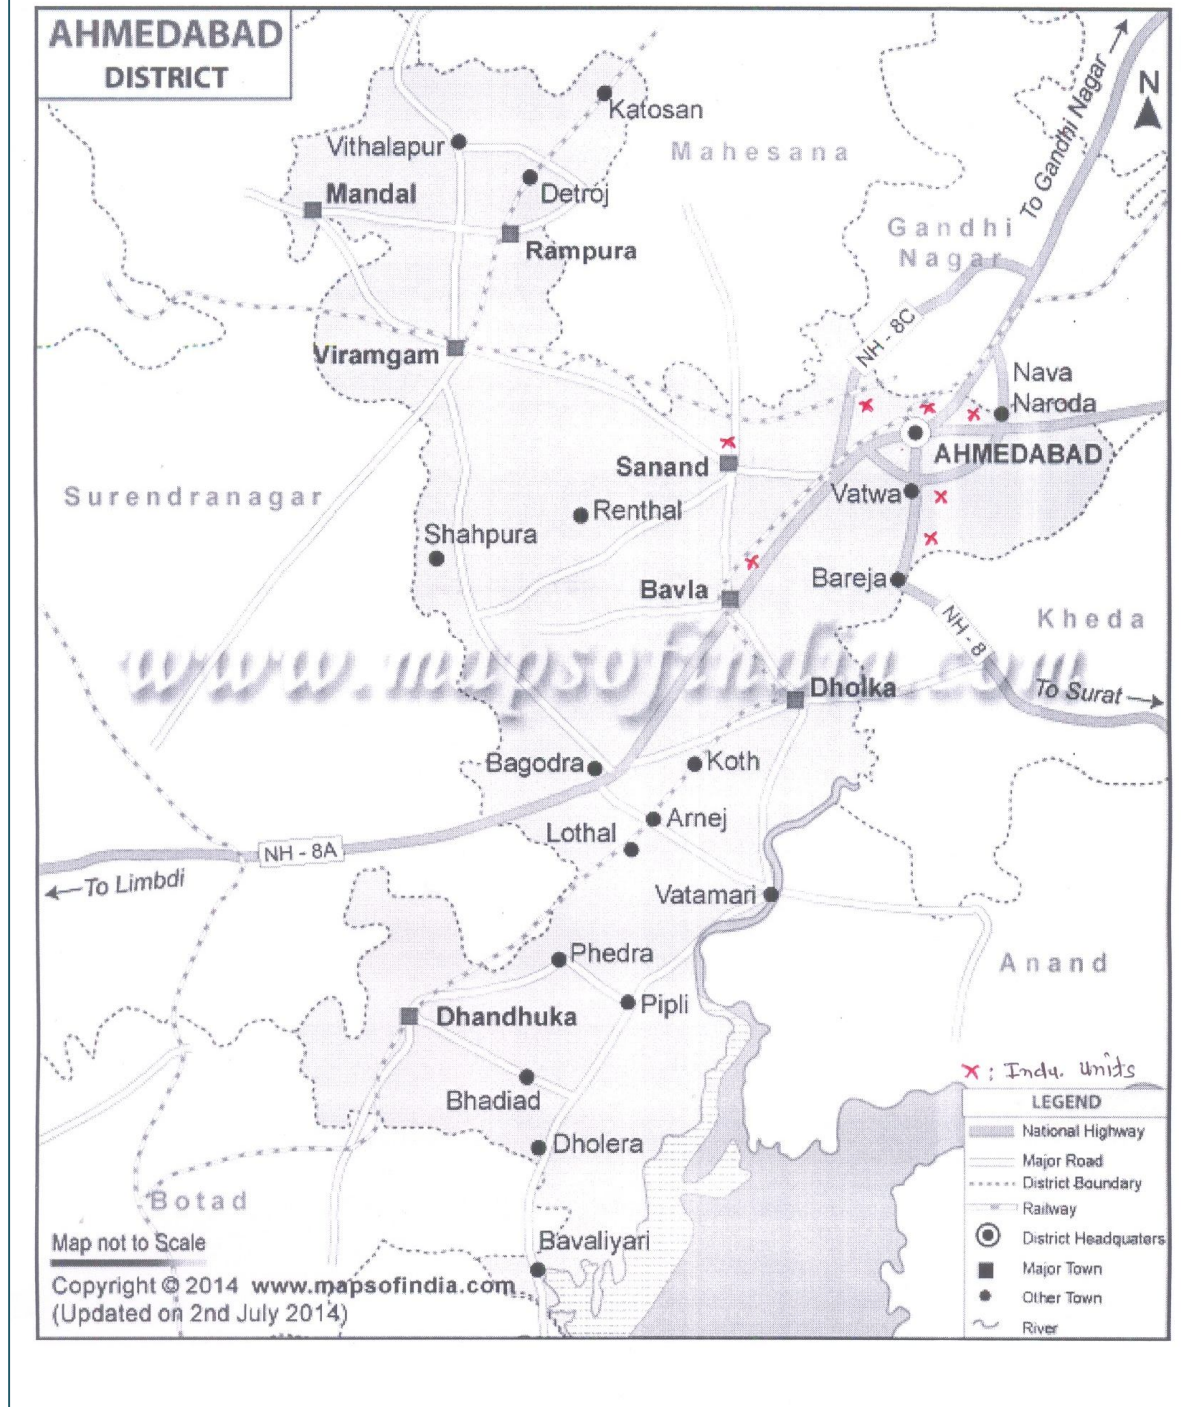 AHMEDABAD
DISTRICT
N
To Gandhi Nagar
Katosan
Vithalapur
Mahesana
Detroj
Mandal
Gandhi
Nagar
Rampura
NH - 8C
Viramgam
Nava
Naroda
AHMEDABAD
Sanand
Surendranagar
Vatwa
Renthal
Shahpura
Bavla
Bareja
Kheda
NH - 8
www.mapsofindia.com
Dholka
To Surat
Bagodra
Koth
Arnej
Lothal
NH - 8A
To Limbdi
Vatamari
Phedra
Anand
Pipli
Dhandhuka
x : Indu. Units
Bhadiad
LEGEND
National Highway
Major Road
District Boundary
Railway
District Headquaters
Major Town
Other Town
River
Dholera
Botad
Bavaliyari
Map not to Scale
Copyright © 2014 www.mapsofindia.com
(Updated on 2nd July 2014)